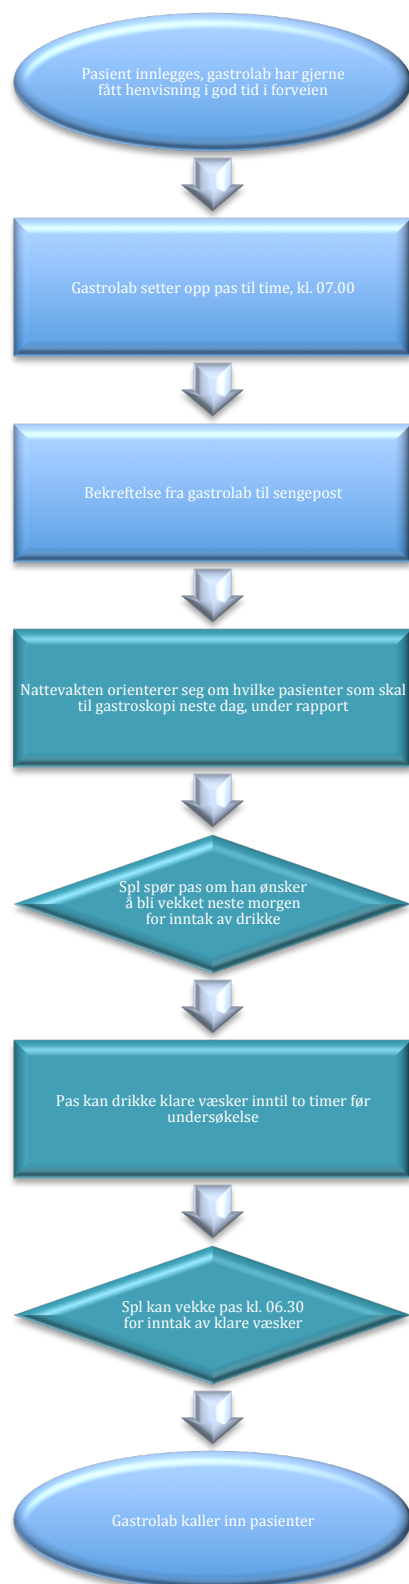 Pasient innlegges, gastrolab har gjerne
fått henvisning i god tid i forveien
Gastrolab setter opp pas til time, kl. 07.00
Bekreftelse fra gastrolab til sengepost
Nattevakten orienterer seg om hvilke pasienter som skal
til gastroskopi neste dag, under rapport
Spl spør pas om han ønsker
å bli vekket neste morgen
for inntak av drikke
Pas kan drikke klare væsker inntil to timer før
undersøkelse
Spl kan vekke pas kl. 06.30
for inntak av klare væsker
Gastrolab kaller inn pasienter